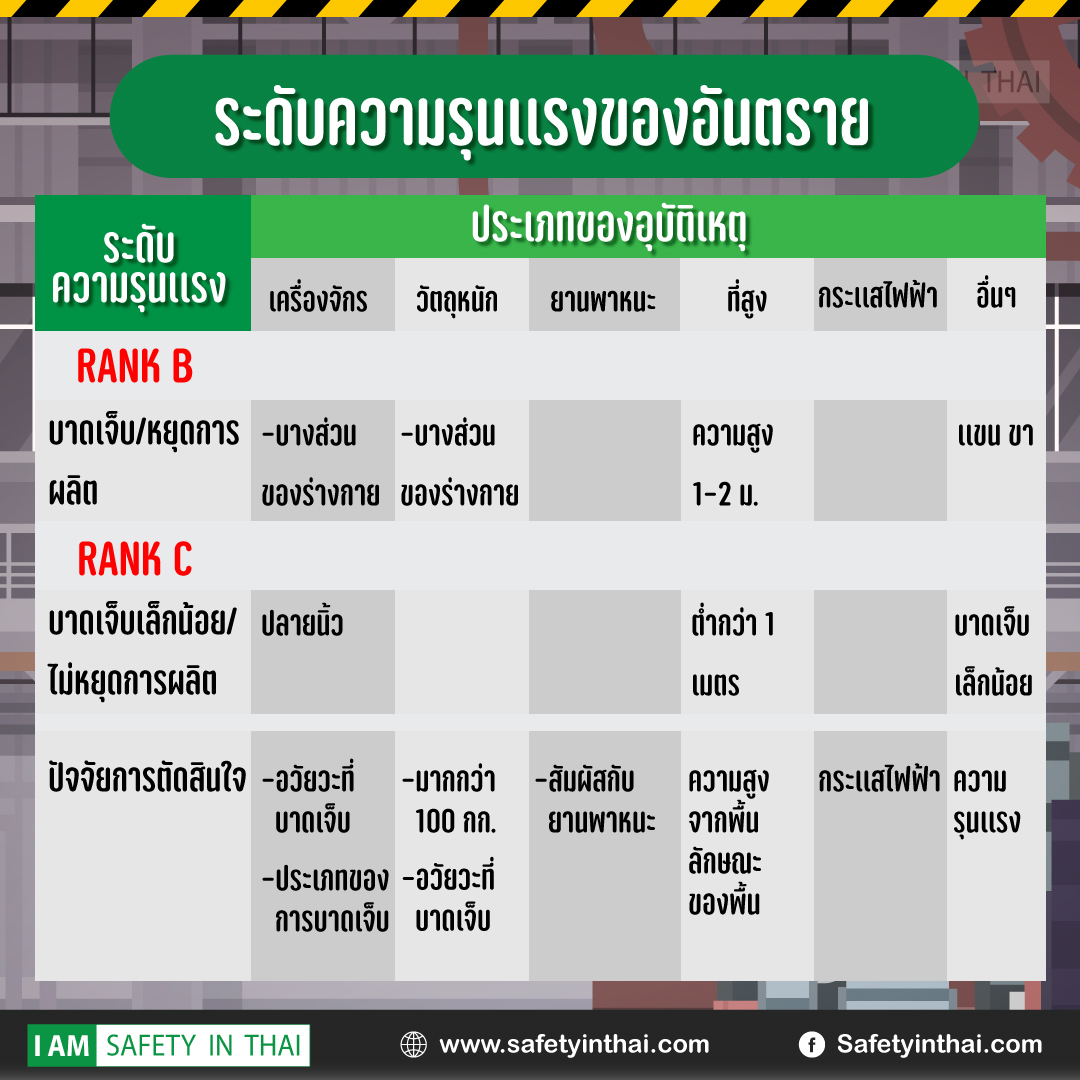 THAI
ระดับความรุนแรงของอันตราย
ระดับ
ความรุนแรง
ประเภทของอุบัติเหตุ
เครื่องจักร
วัตถุหนัก
ยานพาหนะ
ที่สูง
กระแสไฟฟ้า
อื่นๆ
RANK B
บาดเจ็บ/หยุดการ
ผลิต
-บางส่วน
ของร่างกาย
-บางส่วน
ของร่างกาย
ความสูง
1-2 ม.
แขน ขา
RANK C
บาดเจ็บเล็กน้อย/
ไม่หยุดการผลิต
ปลายนิ้ว
ต่ำกว่า 1
เมตร
บาดเจ็บ
เล็กน้อย
ปัจจัยการตัดสินใจ
-อวัยวะที่
บาดเจ็บ
-ประเภทของ
การบาดเจ็บ
-มากกว่า
100 กก.
-อวัยวะที่
บาดเจ็บ
-สัมผัสกับ
ยานพาหนะ
ความสูง
จากพื้น
ลักษณะ
ของพื้น
กระแสไฟฟ้า
ความ
รุนแรง
I AM SAFETY IN THAI
www.safetyinthai.com
Safetyinthai.com